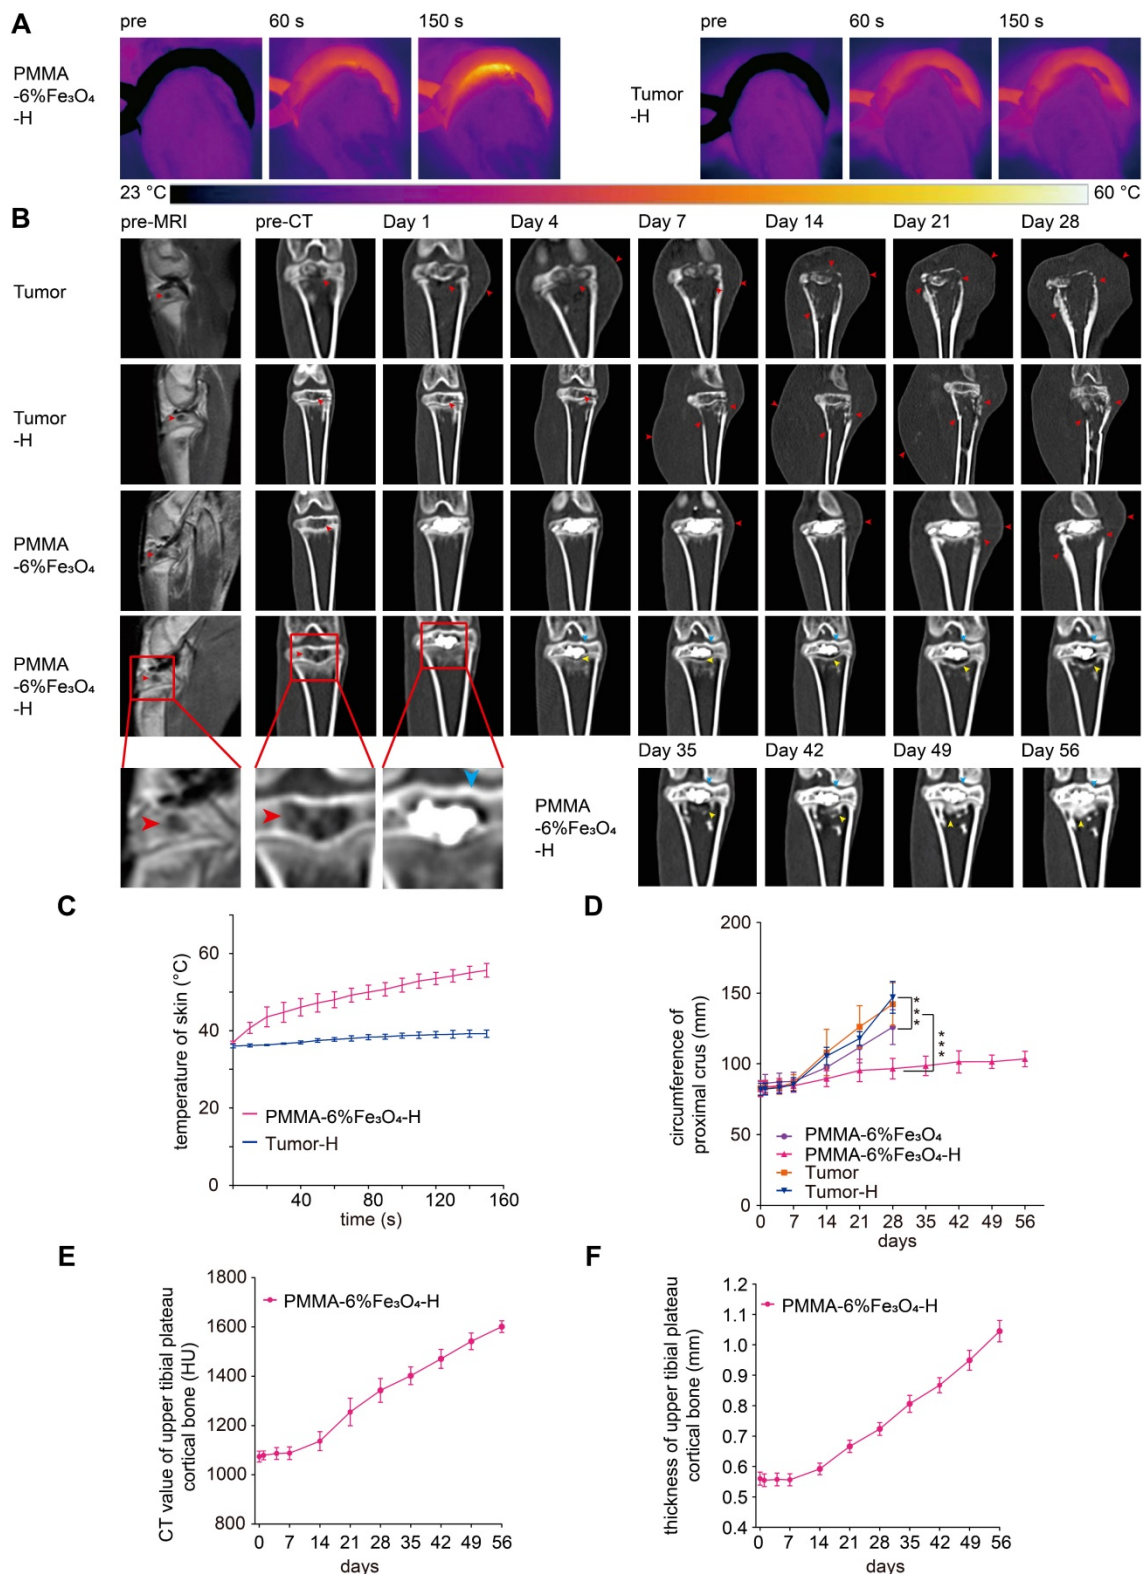 A
pre 60 s 150 s pre 60 s 150 s
PMMA
-6%Fe₃O₄
-H
Tumor
-H
23 °C 60 °C
B
pre-MRI pre-CT Day 1 Day 4 Day 7 Day 14 Day 21 Day 28
Tumor
Tumor
-H
PMMA
-6%Fe₃O₄
PMMA
-6%Fe₃O₄
-H
Day 35 Day 42 Day 49 Day 56
PMMA
-6%Fe₃O₄
-H
C
temperature of skin (°C)
60
40
20
0
40 80 120 160
time (s)
PMMA-6%Fe₃O₄-H
Tumor-H
D
circumference of
proximal crus (mm)
200
150
100
50
0
0 7 14 21 28 35 42 49 56
days
***
***
PMMA-6%Fe₃O₄
PMMA-6%Fe₃O₄-H
Tumor
Tumor-H
E
CT value of upper tibial plateau
cortical bone (HU)
1800
1600
1400
1200
1000
800
0 7 14 21 28 35 42 49 56
days
PMMA-6%Fe₃O₄-H
F
thickness of upper tibial plateau
cortical bone (mm)
1.2
1.1
1.0
0.9
0.8
0.7
0.6
0.5
0.4
0 7 14 21 28 35 42 49 56
days
PMMA-6%Fe₃O₄-H